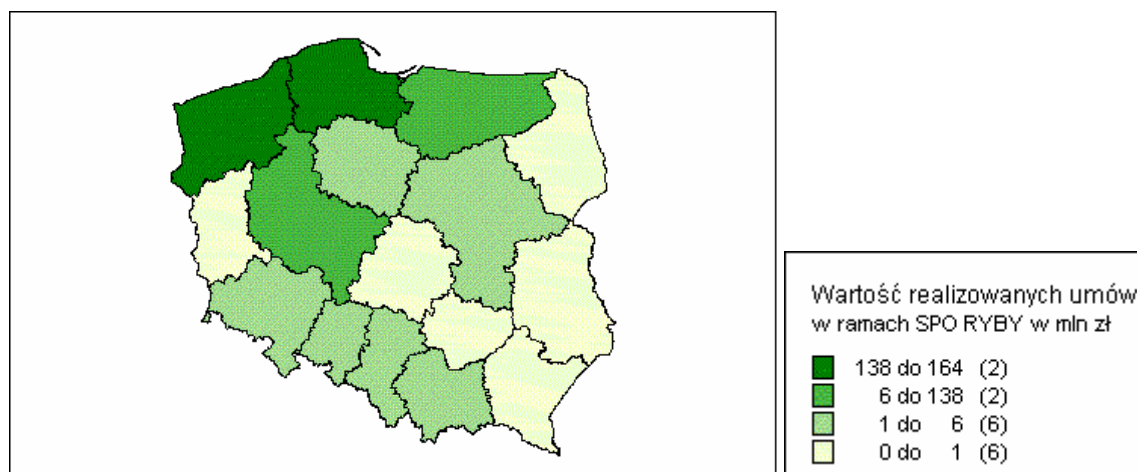 Wartość realizowanych umów
w ramach SPO RYBY w mln zł
138 do 164 (2)
6 do 138 (2)
1 do 6 (6)
0 do 1 (6)